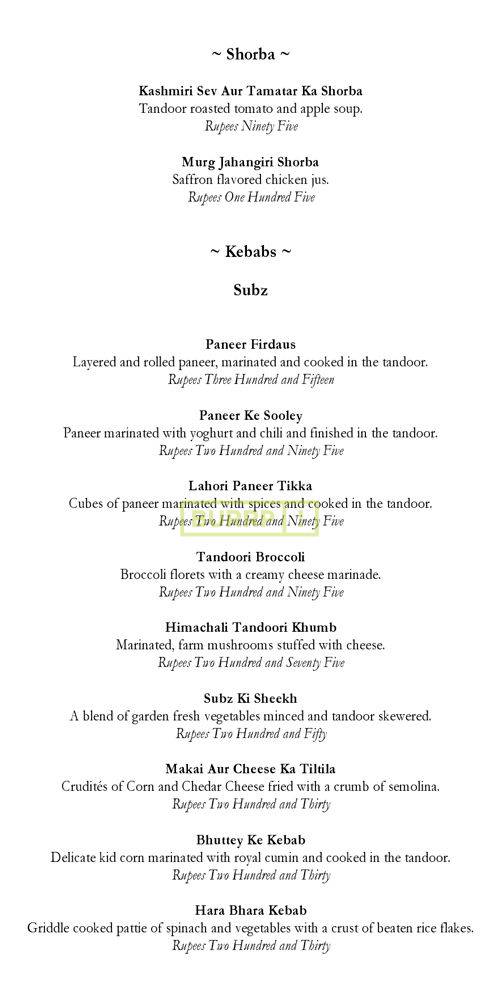 ~ Shorba ~
Kashmiri Sev Aur Tamatar Ka Shorba
Tandoor roasted tomato and apple soup.
Rupees Ninety Five
Murg Jahangiri Shorba
Saffron flavored chicken jus.
Rupees One Hundred Five
~ Kebabs ~
Subz
Paneer Firdaus
Layered and rolled paneer, marinated and cooked in the tandoor.
Rupees Three Hundred and Fifteen
Paneer Ke Sooley
Paneer marinated with yoghurt and chili and finished in the tandoor.
Rupees Two Hundred and Ninety Five
Lahori Paneer Tikka
Cubes of paneer marinated with spices and cooked in the tandoor.
Rupees Two Hundred and Ninety Five
Tandoori Broccoli
Broccoli florets with a creamy cheese marinade.
Rupees Two Hundred and Ninety Five
Himachali Tandoori Khumb
Marinated, farm mushrooms stuffed with cheese.
Rupees Two Hundred and Seventy Five
Subz Ki Sheekh
A blend of garden fresh vegetables minced and tandoor skewered.
Rupees Two Hundred and Fifty
Makai Aur Cheese Ka Tiltila
Crudités of Corn and Chedar Cheese fried with a crumb of semolina.
Rupees Two Hundred and Thirty
Bhuttey Ke Kebab
Delicate kid corn marinated with royal cumin and cooked in the tandoor.
Rupees Two Hundred and Thirty
Hara Bhara Kebab
Griddle cooked pattie of spinach and vegetables with a crust of beaten rice flakes.
Rupees Two Hundred and Thirty